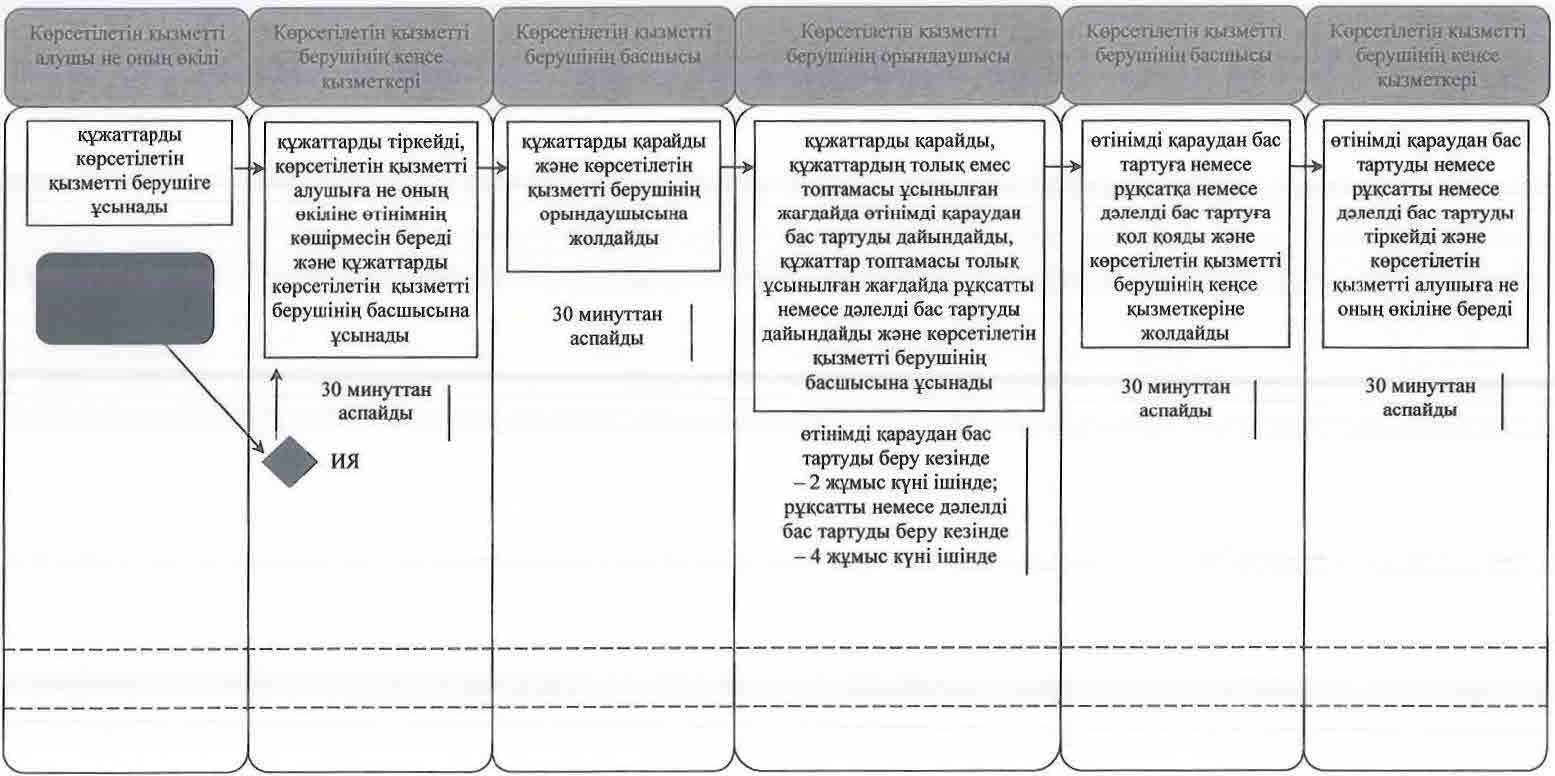 Көрсетілетін қызметті
алушы не оның өкілі
Көрсетілетін қызметті
берушінің кеңсе
қызметкері
Көрсетілетін қызметті
берушінің басшысы
Көрсетілетін қызметті
берушінің орындаушысы
Көрсетілетін қызметті
берушінің басшысы
Көрсетілетін қызметті
берушінің кеңсе
қызметкері
құжаттарды
көрсетілетін
қызметті берушіге
ұсынады
құжаттарды тіркейді,
көрсетілетін қызметті
алушыға не оның
өкіліне өтінімнің
көшірмесін береді
және құжаттарды
көрсетілетін қызметті
берушінің басшысына
ұсынады
30 минуттан
аспайды
ИЯ
құжаттарды қарайды
және көрсетілетін
қызметті берушінің
орындаушысына
жолдайды
30 минуттан
аспайды
құжаттарды қарайды,
құжаттардың толық емес
топтамасы ұсынылған
жағдайда өтінімді қараудан
бас тартуды дайындайды,
құжаттар топтамасы толық
ұсынылған жағдайда рұқсатты
немесе дәлелді бас тартуды
дайындайды және көрсетілетін
қызметті берушінің
басшысына ұсынады
өтінімді қараудан бас
тартуды беру кезінде
– 2 жұмыс күні ішінде;
рұқсатты немесе дәлелді
бас тартуды беру кезінде
– 4 жұмыс күні ішінде
өтінімді қараудан бас
тартуға немесе
рұқсатқа немесе
дәлелді бас тартуға
қол қояды және
көрсетілетін қызметті
берушінің кеңсе
қызметкеріне
жолдайды
30 минуттан
аспайды
өтінімді қараудан бас
тартуды немесе
рұқсатты немесе
дәлелді бас тартуды
тіркейді және
көрсетілетін
қызметті алушыға не
оның өкіліне береді
30 минуттан
аспайды